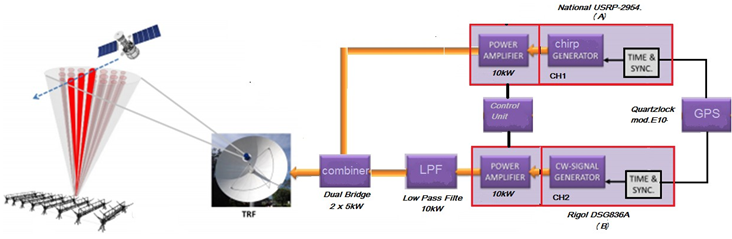 National USRP-2954.
(A)
POWER
AMPLIFIER
10kW
chirp
GENERATOR
CH1
TIME &
SYNC.
Control
Unit
Quartzlock
mod.E10-
GPS
combiner
Dual Bridge
2 x 5kW
LPF
Low Pass Filte
10kW
POWER
AMPLIFIER
10kW
CW-SIGNAL
GENERATOR
CH2
TIME &
SYNC.
TRF
Rigol DSG836A
(B)